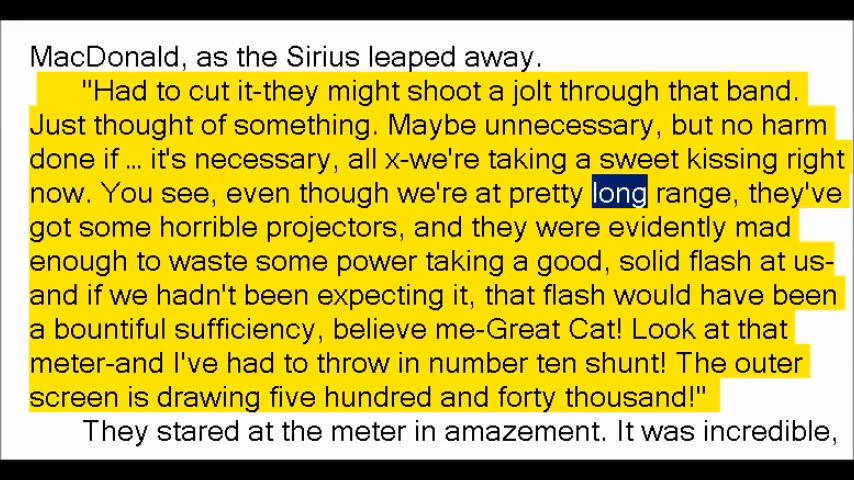 MacDonald, as the Sirius leaped away.
"Had to cut it-they might shoot a jolt through that band.
Just thought of something. Maybe unnecessary, but no harm
done if ... it's necessary, all x-we're taking a sweet kissing right
now. You see, even though we're at pretty long range, they've
got some horrible projectors, and they were evidently mad
enough to waste some power taking a good, solid flash at us-
and if we hadn't been expecting it, that flash would have been
a bountiful sufficiency, believe me-Great Cat! Look at that
meter-and I've had to throw in number ten shunt! The outer
screen is drawing five hundred and forty thousand!"
They stared at the meter in amazement. It was incredible,